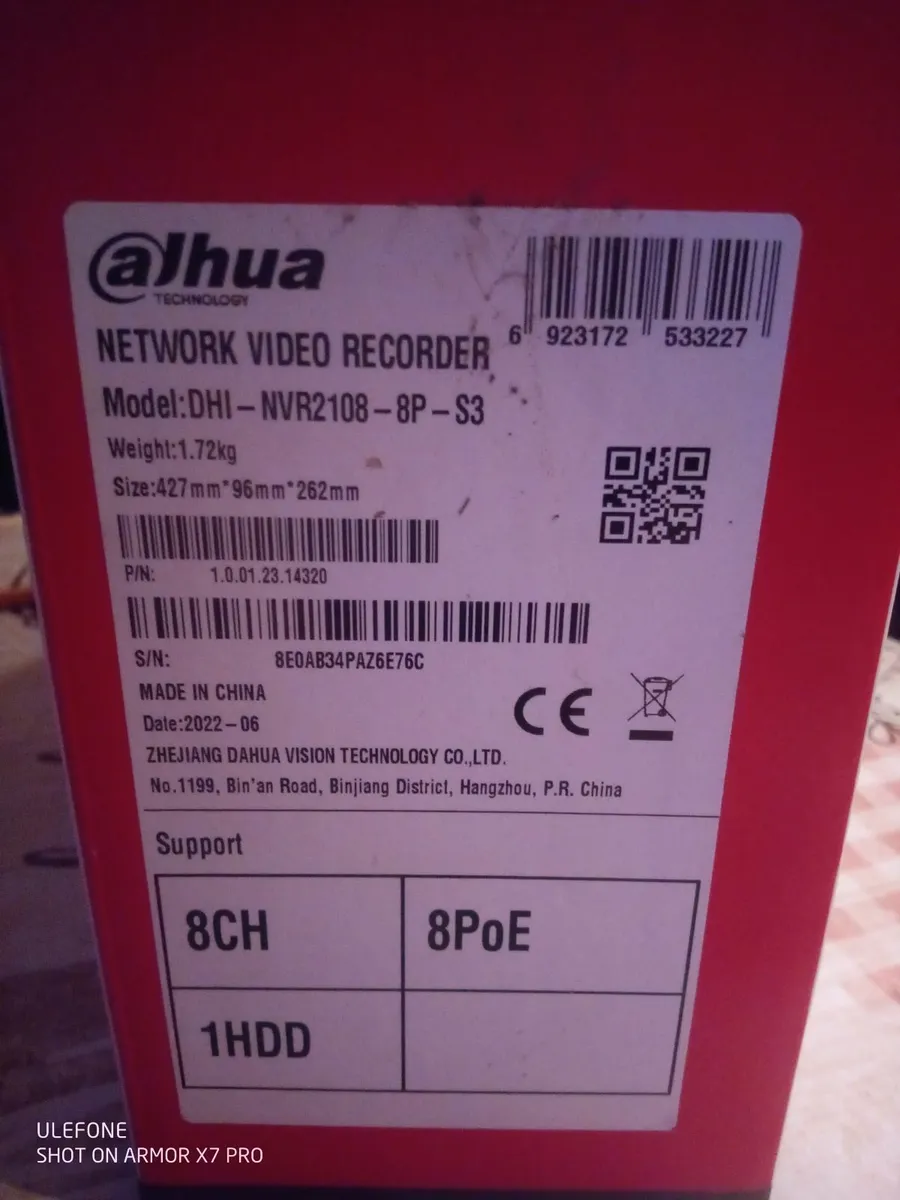 alhua
TECHNOLOGY
6 923172 533227
NETWORK VIDEO RECORDER
Model:DHI-NVR2108-8P-S3
Weight:1.72kg
Size:427mm*96mm*262mm
P/N: 1.0.01.23.14320
S/N: 8E0AB34PAZ6E76C
MADE IN CHINA
Date:2022-06
CE
ZHEJIANG DAHUA VISION TECHNOLOGY CO.,LTD.
No.1199, Bin'an Road, Binjiang District, Hangzhou, P.R. China
Support
8CH 8PoE
1HDD
ULEFONE
SHOT ON ARMOR X7 PRO